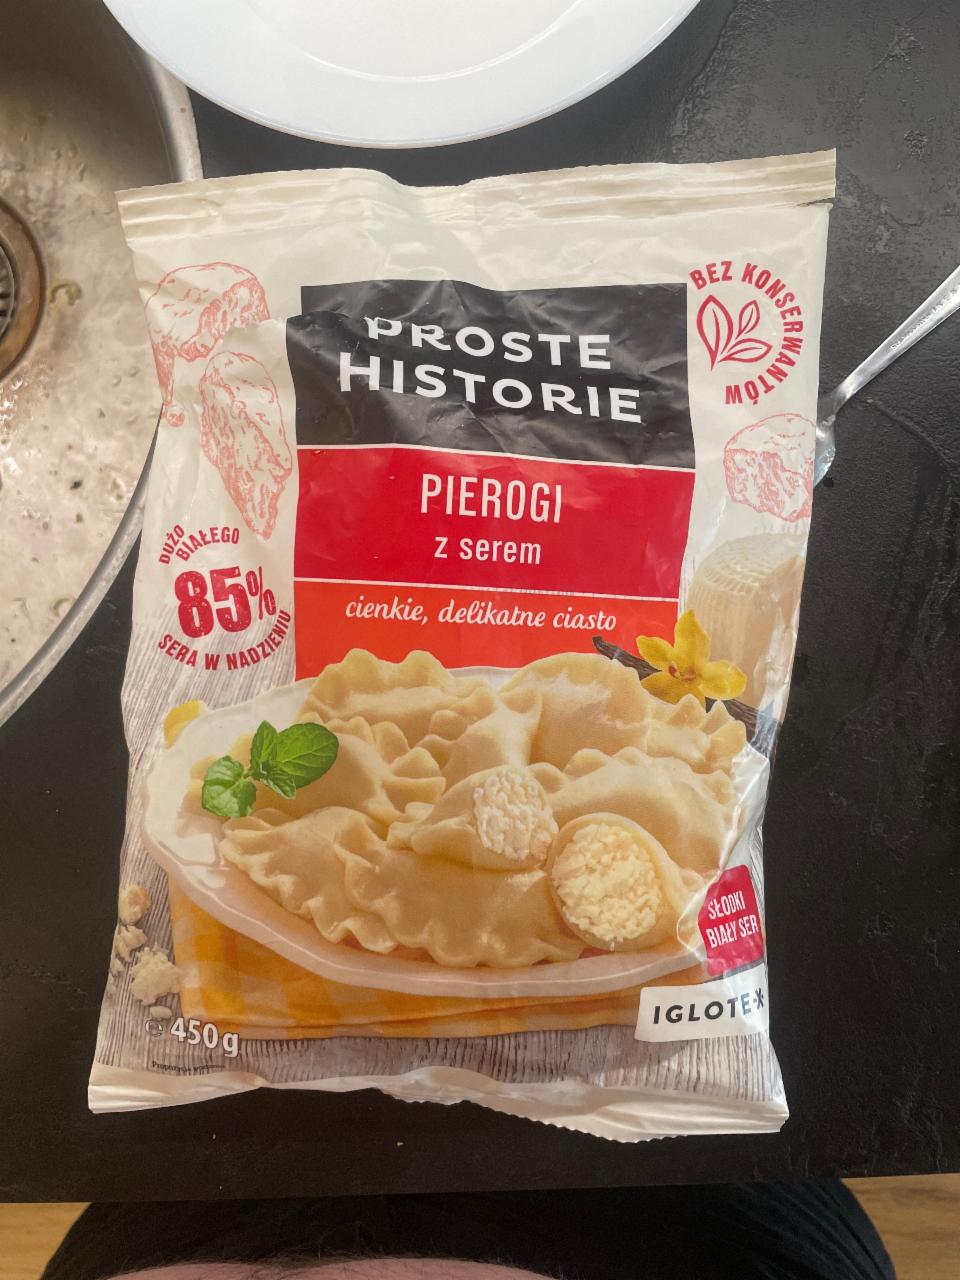 PROSTE
HISTORIE
BEZ KONSERWANTÓW
PIEROGI
z serem
cienkie, delikatne ciasto
DUŻO
BIAŁEGO
85%
SERA W NADZIENIU
SŁODKI
BIAŁY SER
IGLOTEX
℮ 450g